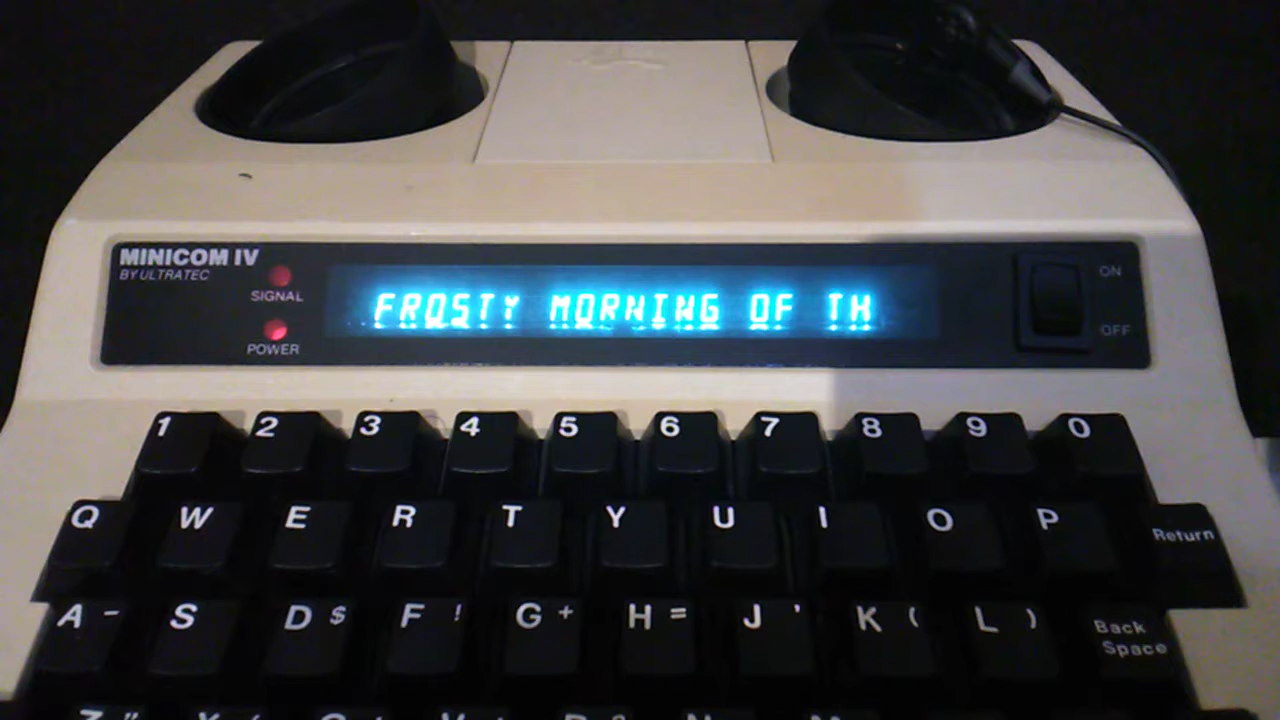 MINICOM IV
BY ULTRATEC
SIGNAL
POWER
FROSTY MORNING OF TH
ON
OFF
1 2 3 4 5 6 7 8 9 0
Q W E R T Y U I O P Return
A - S D $ F ! G + H = J ' K ( L ) Back Space